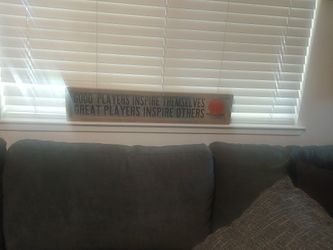 GOOD PLAYERS INSPIRE THEMSELVES
GREAT PLAYERS INSPIRE OTHERS